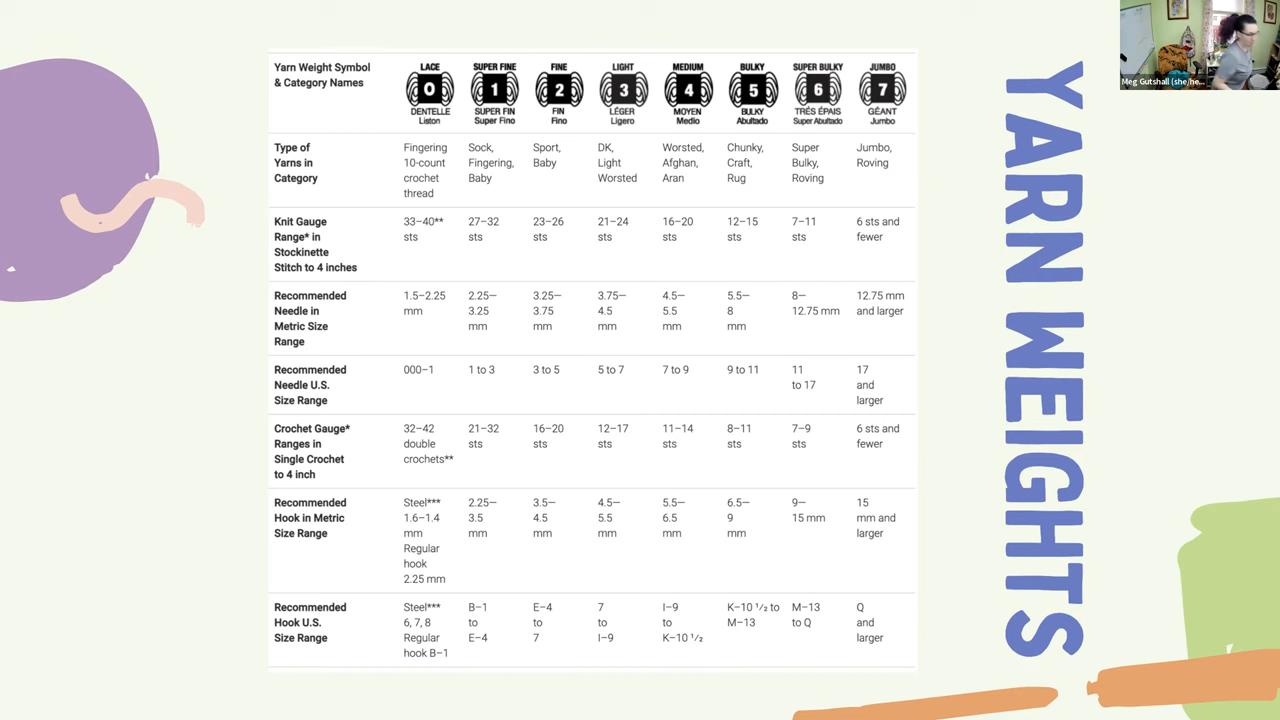 Yarn Weight Symbol
& Category Names
LACE
0
DENTELLE
Liston
SUPER FINE
1
SUPER FIN
Super Fino
FINE
2
FIN
Fino
LIGHT
3
LÉGER
Ligero
MEDIUM
4
MOYEN
Medio
BULKY
5
BULKY
Abultado
SUPER BULKY
6
TRÉS ÉPAIS
Super Abultado
JUMBO
7
GÉANT
Jumbo
Type of
Yarns in
Category
Fingering
10-count
crochet
thread
Sock,
Fingering,
Baby
Sport,
Baby
DK,
Light
Worsted
Worsted,
Afghan,
Aran
Chunky,
Craft,
Rug
Super
Bulky,
Roving
Jumbo,
Roving
Knit Gauge
Range* in
Stockinette
Stitch to 4 inches
33–40**
sts
27–32
sts
23–26
sts
21–24
sts
16–20
sts
12–15
sts
7–11
sts
6 sts and
fewer
Recommended
Needle in
Metric Size
Range
1.5–2.25
mm
2.25—
3.25
mm
3.25—
3.75
mm
3.75—
4.5
mm
4.5—
5.5
mm
5.5—
8
mm
8—
12.75 mm
12.75 mm
and larger
Recommended
Needle U.S.
Size Range
000–1
1 to 3
3 to 5
5 to 7
7 to 9
9 to 11
11
to 17
17
and
larger
Crochet Gauge*
Ranges in
Single Crochet
to 4 inch
32–42
double
crochets**
21–32
sts
16–20
sts
12–17
sts
11–14
sts
8–11
sts
7–9
sts
6 sts and
fewer
Recommended
Hook in Metric
Size Range
Steel***
1.6–1.4
mm
Regular
hook
2.25 mm
2.25—
3.5
mm
3.5—
4.5
mm
4.5—
5.5
mm
5.5—
6.5
mm
6.5—
9
mm
9—
15 mm
15
mm and
larger
Recommended
Hook U.S.
Size Range
Steel***
6, 7, 8
Regular
hook B–1
B–1
to
E–4
E–4
to
7
7
to
I–9
I–9
to
K–10 ½
K–10 ½ to
M–13
M–13
to Q
Q
and
larger
YARN WEIGHTS
Meg Gutshall (she/he...